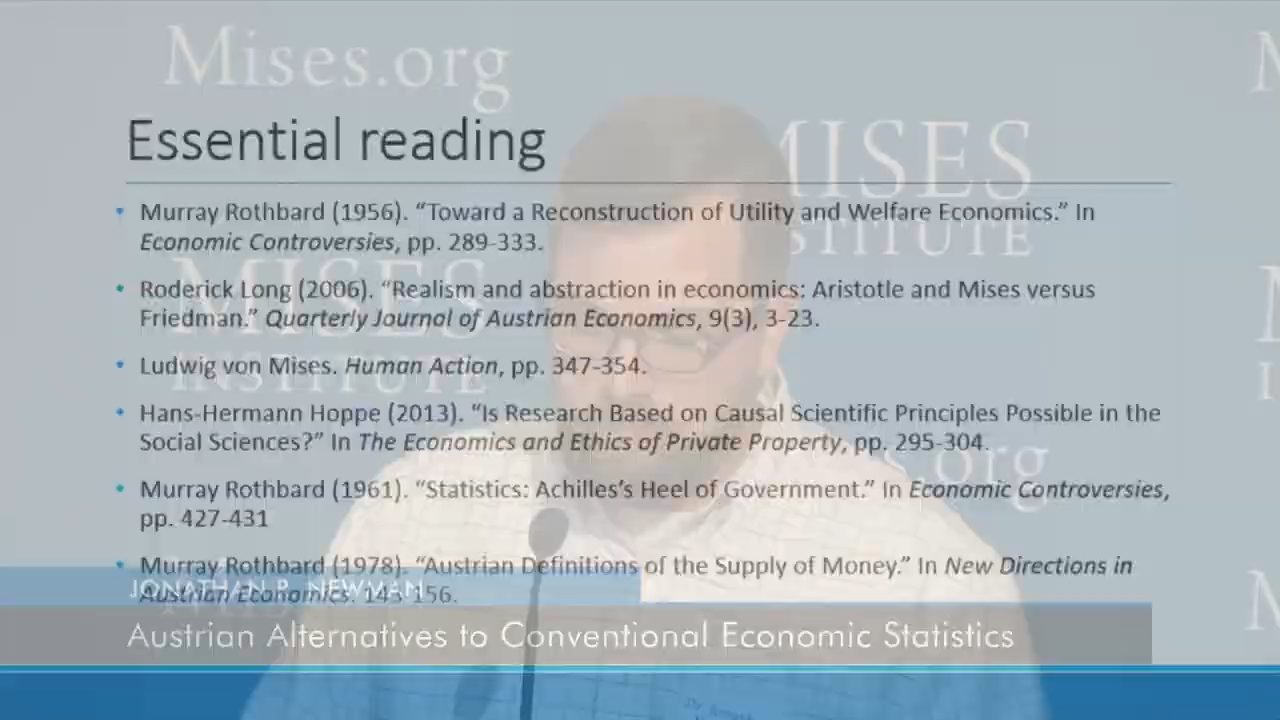 Mises.org
Essential reading
MISES
INSTITUTE
• Murray Rothbard (1956). “Toward a Reconstruction of Utility and Welfare Economics.” In
Economic Controversies, pp. 289-333.
• Roderick Long (2006). “Realism and abstraction in economics: Aristotle and Mises versus
Friedman.” Quarterly Journal of Austrian Economics, 9(3), 3-23.
MISES
INSTITUTE
• Ludwig von Mises. Human Action, pp. 347-354.
• Hans-Hermann Hoppe (2013). “Is Research Based on Causal Scientific Principles Possible in the
Social Sciences?” In The Economics and Ethics of Private Property, pp. 295-304.
• Murray Rothbard (1961). “Statistics: Achilles’s Heel of Government.” In Economic Controversies,
pp. 427-431
• Murray Rothbard (1978). “Austrian Definitions of the Supply of Money.” In New Directions in
Austrian Economics. 143-156.
JONATHAN R. NEWMAN
Austrian Alternatives to Conventional Economic Statistics